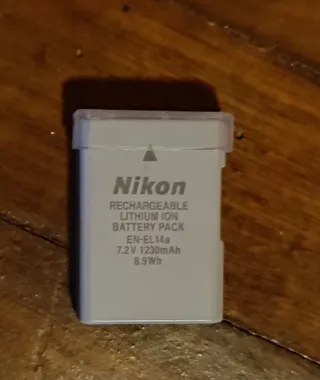 Nikon
RECHARGEABLE
LITHIUM ION
BATTERY PACK
EN-EL14a
7.2V 1230mAh
8.9Wh